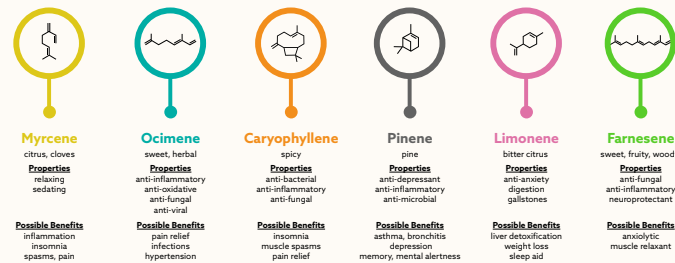 Myrcene
citrus, cloves
Properties
relaxing
sedating
Possible Benefits
inflammation
insomnia
spasms, pain
Ocimene
sweet, herbal
Properties
anti-inflammatory
anti-oxidative
anti-fungal
anti-viral
Possible Benefits
pain relief
infections
hypertension
Caryophyllene
spicy
Properties
anti-bacterial
anti-inflammatory
anti-fungal
Possible Benefits
insomnia
muscle spasms
pain relief
Pinene
pine
Properties
anti-depressant
anti-inflammatory
anti-microbial
Possible Benefits
asthma, bronchitis
depression
memory, mental alertness
Limonene
bitter citrus
Properties
anti-anxiety
digestion
gallstones
Possible Benefits
liver detoxification
weight loss
sleep aid
Farnesene
sweet, fruity, wood
Properties
anti-fungal
anti-inflammatory
neuroprotectant
Possible Benefits
anxiolytic
muscle relaxant